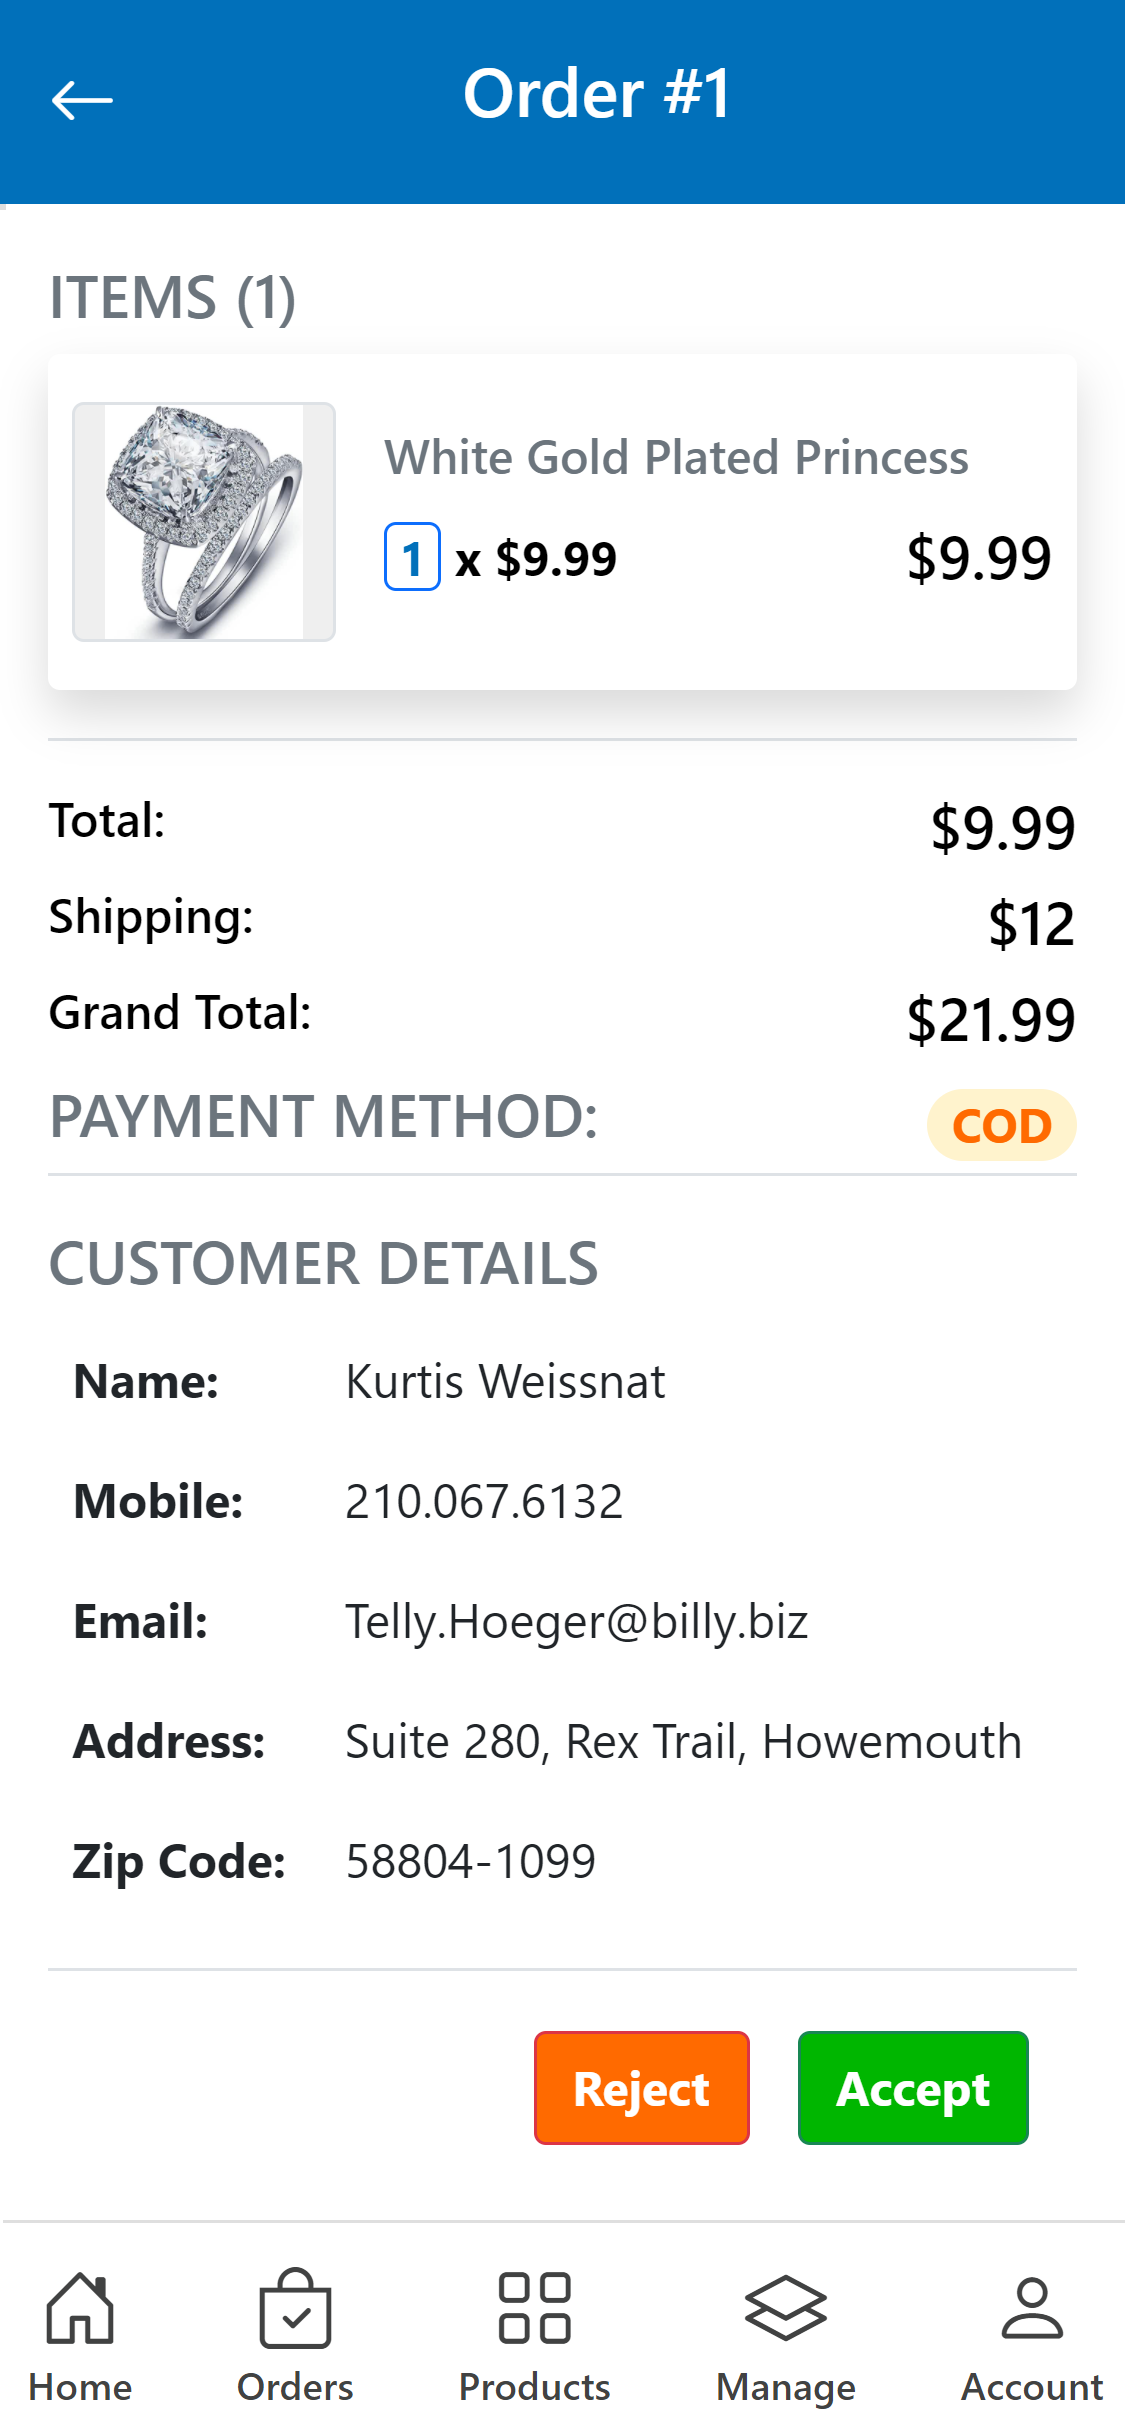 Order #1
ITEMS (1)
White Gold Plated Princess
1 x $9.99 $9.99
Total: $9.99
Shipping: $12
Grand Total: $21.99
PAYMENT METHOD: COD
CUSTOMER DETAILS
Name: Kurtis Weissnat
Mobile: 210.067.6132
Email: Telly.Hoeger@billy.biz
Address: Suite 280, Rex Trail, Howemouth
Zip Code: 58804-1099
Reject Accept
Home Orders Products Manage Account